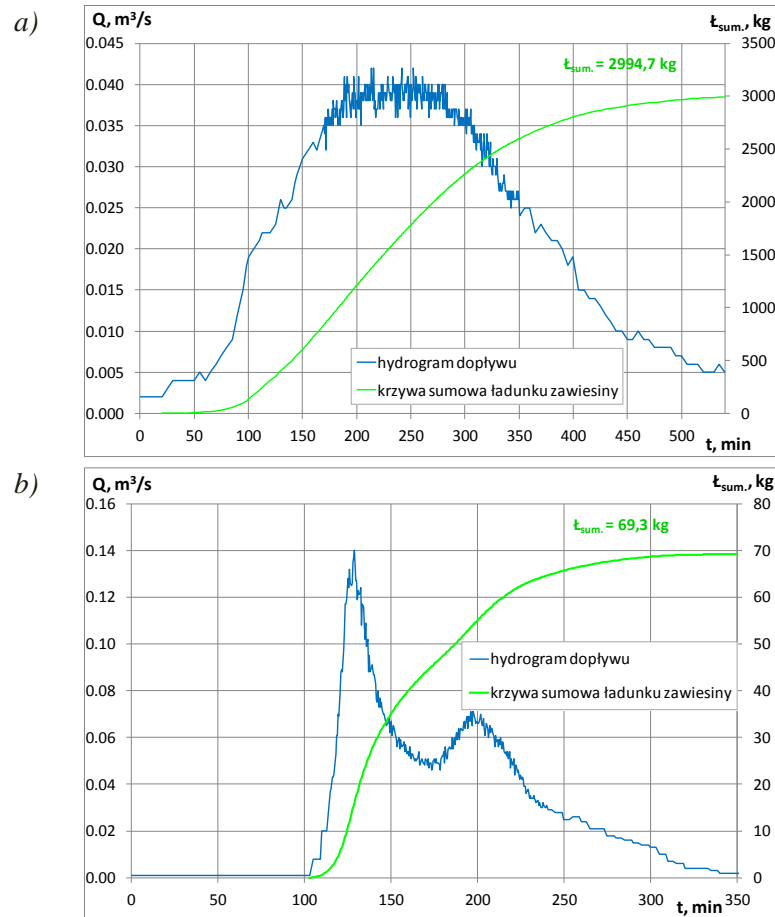 a)
Q, m³/s
Ł sum., kg
0.045
0.040
0.035
0.030
0.025
0.020
0.015
0.010
0.005
0.000
3500
3000
2500
2000
1500
1000
500
0
Ł sum. = 2994,7 kg
hydrogram dopływu
krzywa sumowa ładunku zawiesiny
0 50 100 150 200 250 300 350 400 450 500
t, min
b)
Q, m³/s
Ł sum., kg
0.16
0.14
0.12
0.10
0.08
0.06
0.04
0.02
0.00
80
70
60
50
40
30
20
10
0
Ł sum. = 69,3 kg
hydrogram dopływu
krzywa sumowa ładunku zawiesiny
0 50 100 150 200 250 300 350
t, min